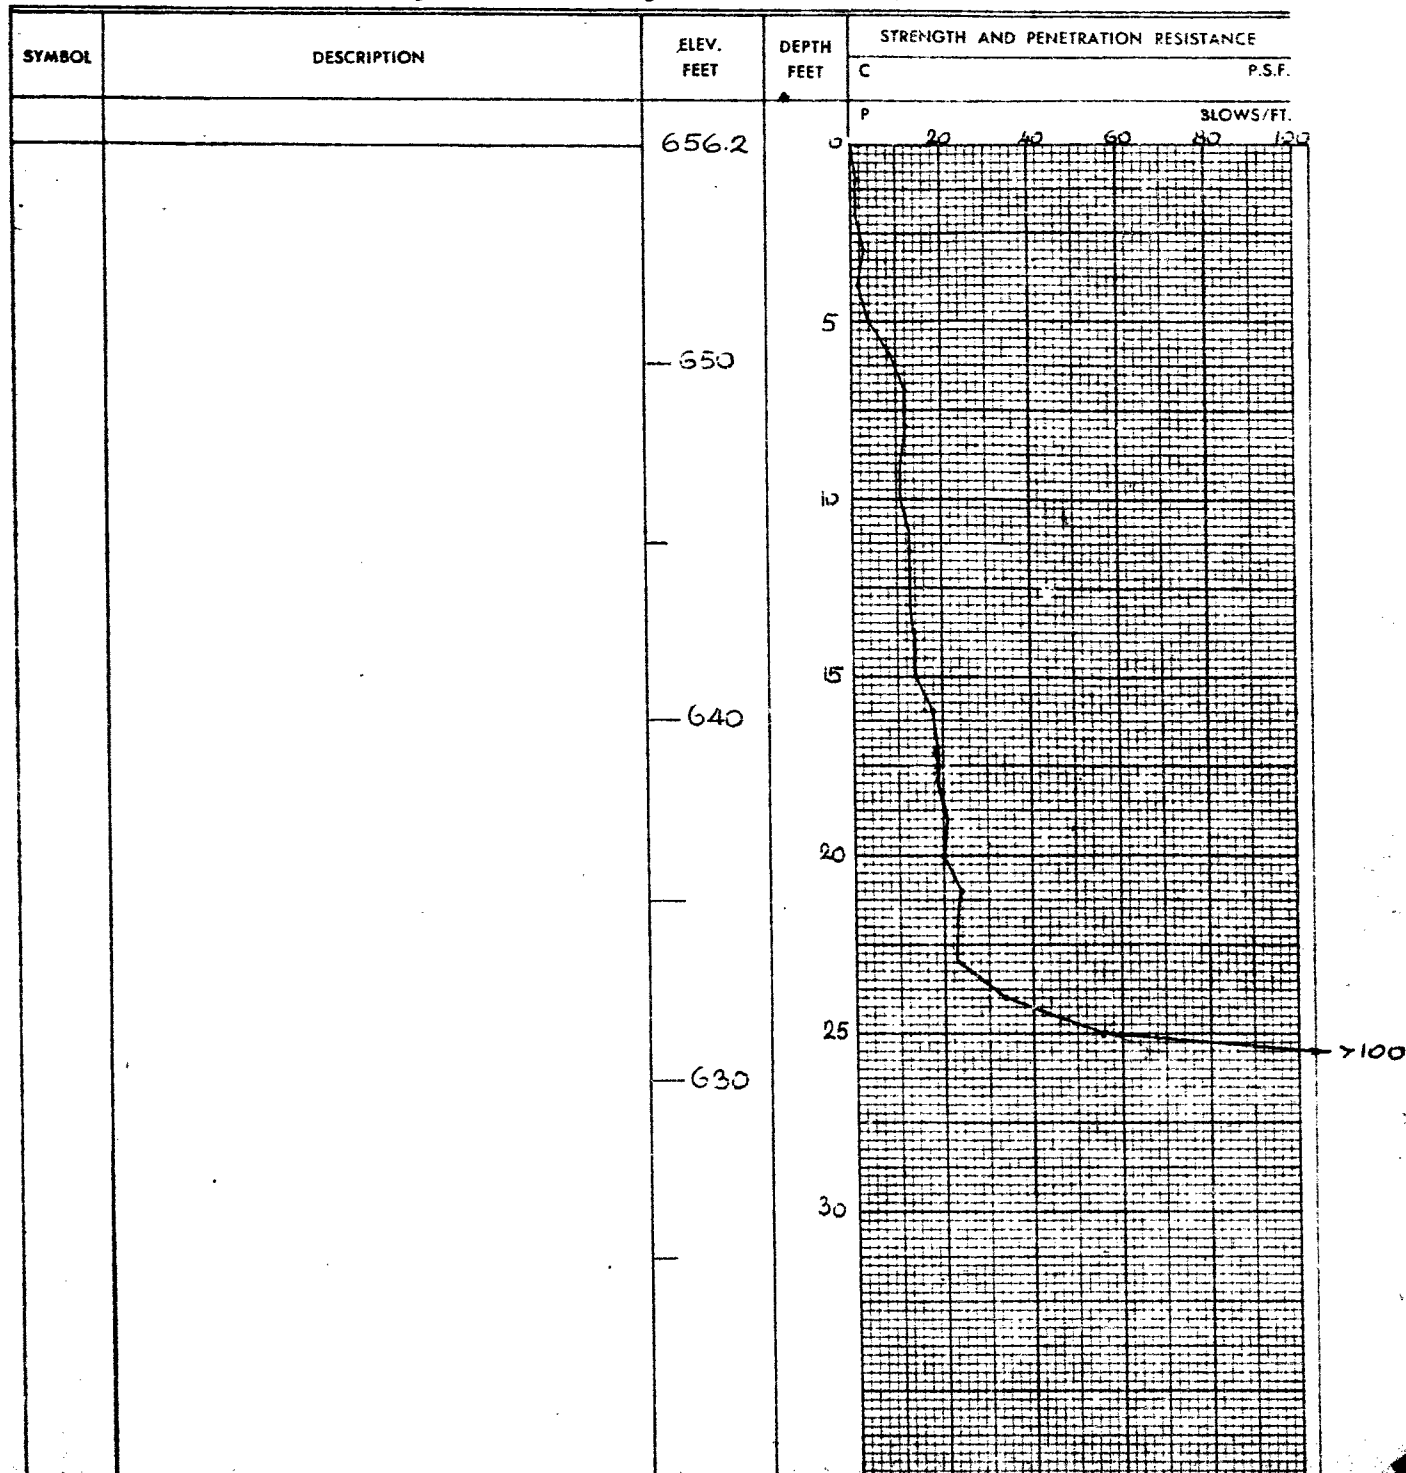 SYMBOL
DESCRIPTION
ELEV. FEET
DEPTH FEET
STRENGTH AND PENETRATION RESISTANCE
C P.S.F.
P BLOWS/FT.
656.2
0 20 40 60 80 100
5
650
10
15
640
20
25
>100
630
30